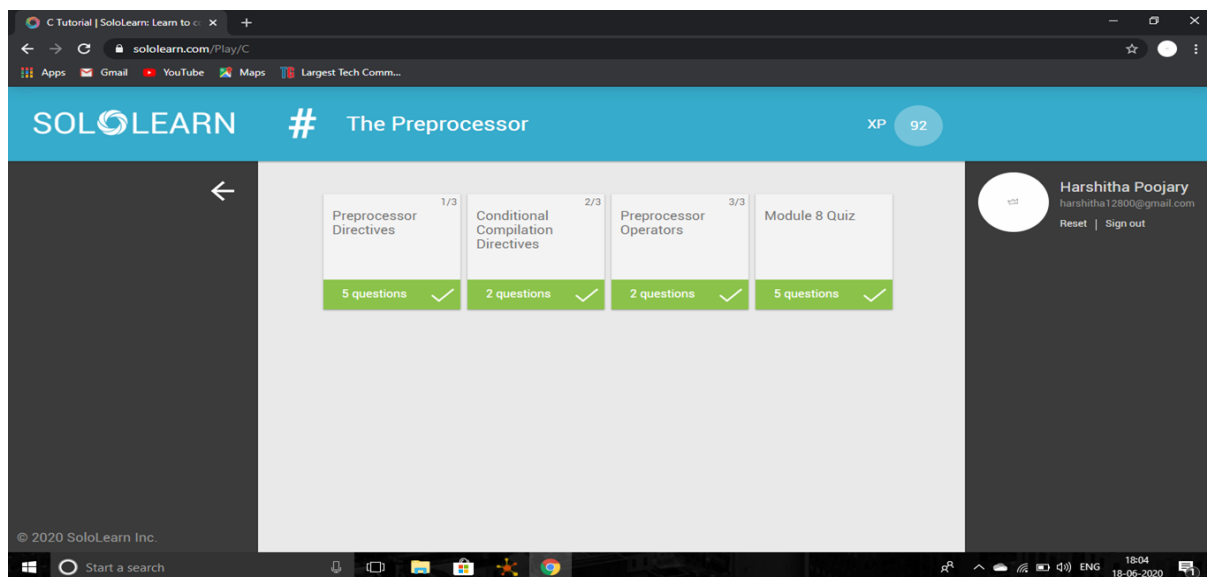 C Tutorial | SoloLearn: Learn to c
sololearn.com/Play/C
Apps Gmail YouTube Maps TG Largest Tech Comm...
SOLOLEARN # The Preprocessor XP 92
Harshitha Poojary
harshitha12800@gmail.com
Reset | Sign out
1/3
Preprocessor
Directives
5 questions
2/3
Conditional
Compilation
Directives
2 questions
3/3
Preprocessor
Operators
2 questions
Module 8 Quiz
5 questions
© 2020 SoloLearn Inc.
Start a search
ENG
18:04
18-06-2020